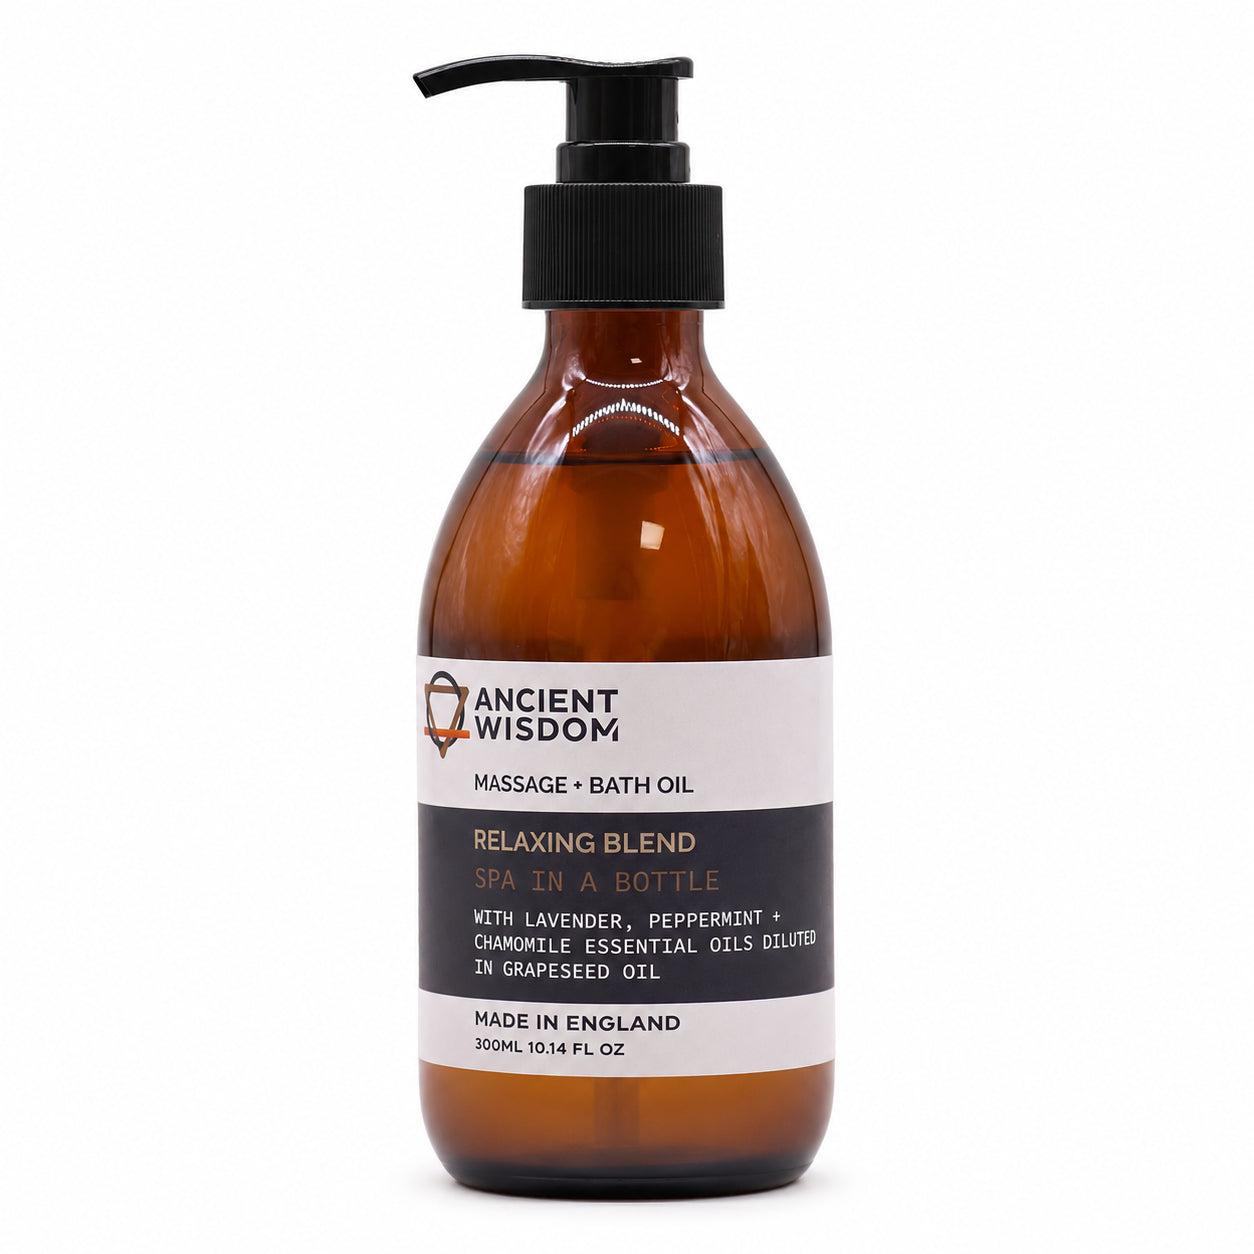 ANCIENT
WISDOM
MASSAGE + BATH OIL
RELAXING BLEND
SPA IN A BOTTLE
WITH LAVENDER, PEPPERMINT +
CHAMOMILE ESSENTIAL OILS DILUTED
IN GRAPESEED OIL
MADE IN ENGLAND
300ML 10.14 FL OZ